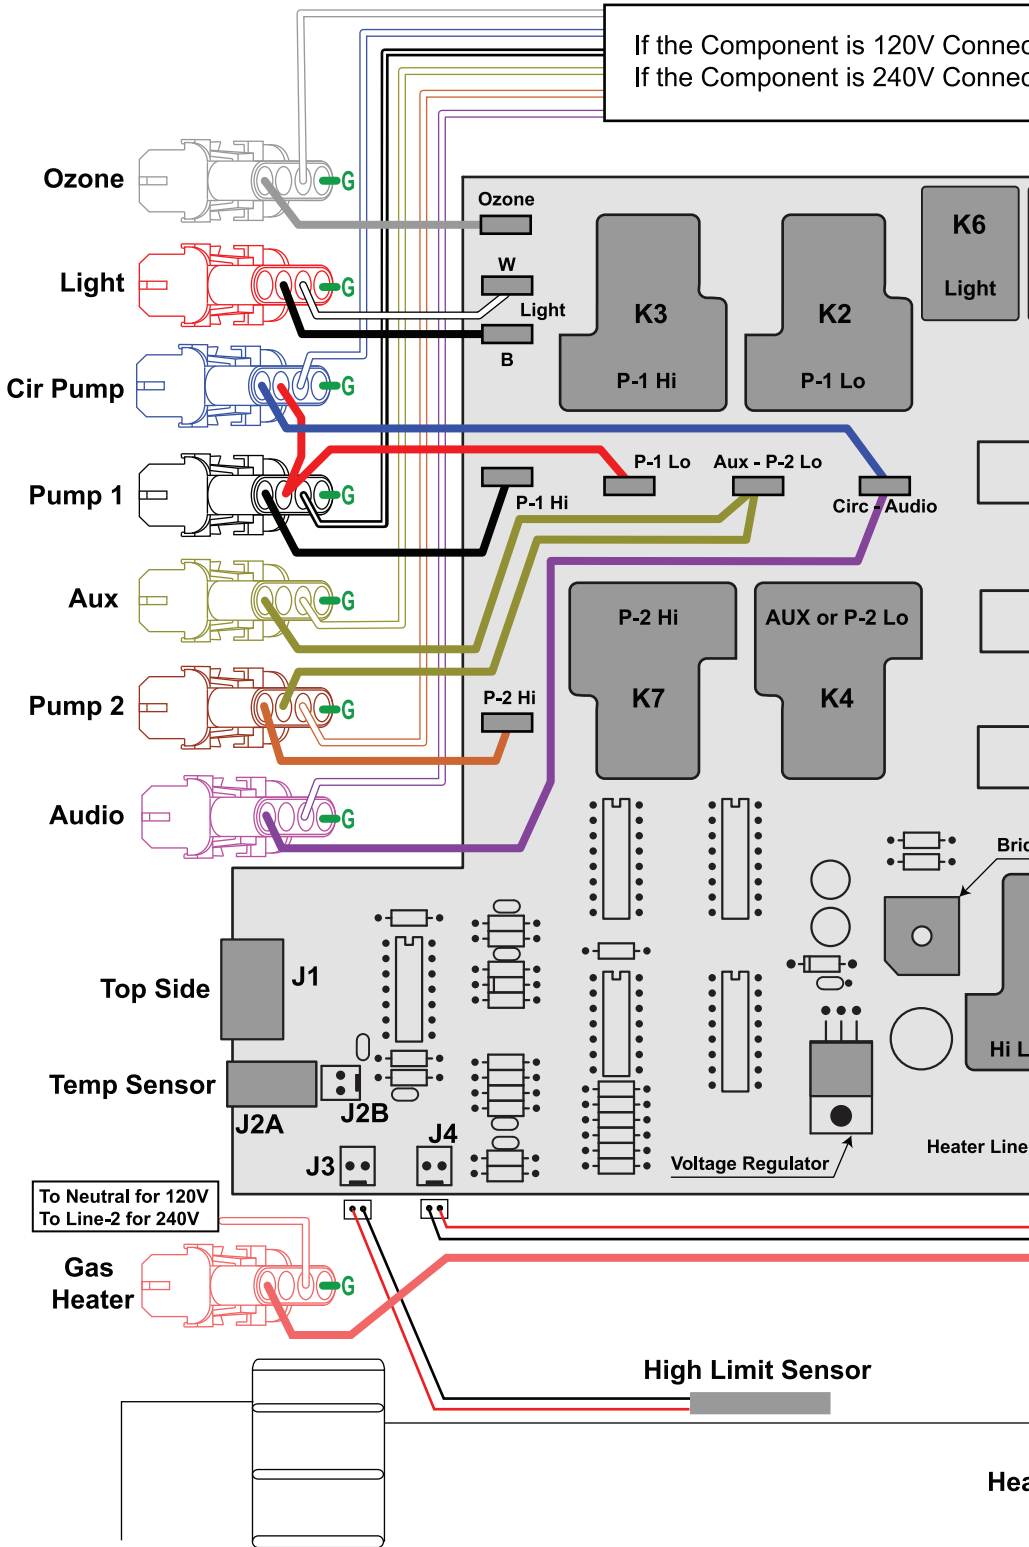 If the Component is 120V
If the Component is 240V
Ozone
G
Ozone
K6
Light
Light
G
W
Light
B
K3
P-1 Hi
K2
P-1 Lo
Cir Pump
G
P-1 Lo
Aux - P-2 Lo
Pump 1
G
P-1 Hi
Circ - Audio
Aux
G
P-2 Hi
K7
AUX or P-2 Lo
K4
Pump 2
G
P-2 Hi
Audio
G
Top Side
J1
Temp Sensor
J2A
J2B
J3
J4
Voltage Regulator
Heater Line
To Neutral for 120V
To Line-2 for 240V
Gas
Heater
G
High Limit Sensor